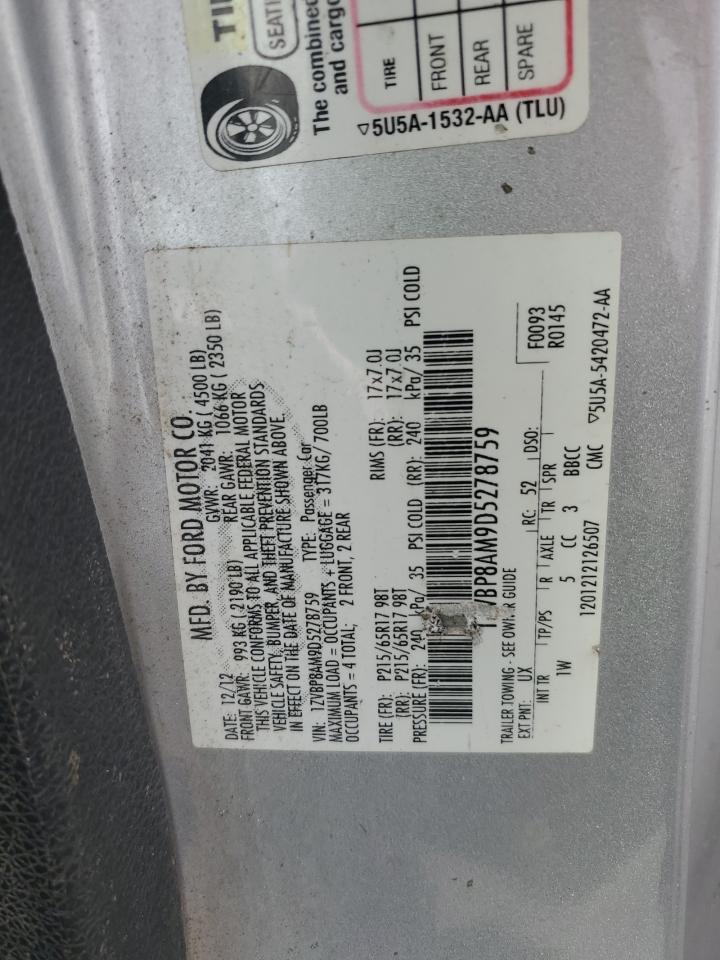 TI
SEATI
The combined
and cargo
TIRE
FRONT
REAR
SPARE
▽5U5A-1532-AA (TLU)
MFD. BY FORD MOTOR CO.
DATE: 12/12 GVWR: 2041 KG ( 4500 LB)
FRONT GAWR: 993 KG ( 2190 LB) REAR GAWR: 1066 KG ( 2350 LB)
THIS VEHICLE CONFORMS TO ALL APPLICABLE FEDERAL MOTOR
VEHICLE SAFETY, BUMPER, AND THEFT PREVENTION STANDARDS
IN EFFECT ON THE DATE OF MANUFACTURE SHOWN ABOVE.
VIN: 1ZVBP8AM9D5278759 TYPE: Passenger Car
MAXIMUM LOAD = OCCUPANTS + LUGGAGE = 317KG/ 700LB
OCCUPANTS = 4 TOTAL; 2 FRONT, 2 REAR
TIRE (FR): P215/65R17 98T RIMS (FR): 17x7.0J
(RR): P215/65R17 98T (RR): 17x7.0J
PRESSURE (FR): 240 kPa/ 35 PSI COLD (RR): 240 kPa/ 35 PSI COLD
VBP8AM9D5278759
TRAILER TOWING - SEE OWNER GUIDE
EXT PNT: UX RC: 52 DSO: F0093
R0145
INT TR TP/PS R AXLE TR SPR
1W 5 CC 3 BBCC
12012121126507 CMC ▽5U5A-5420472-AA